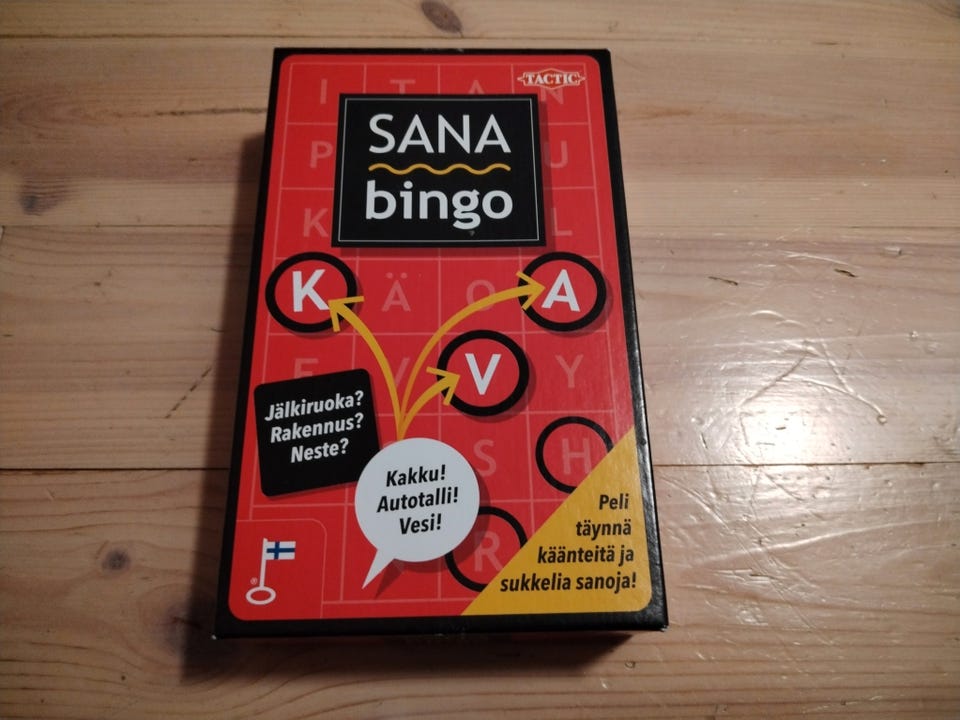 TACTIC
I T A N
SANA
bingo
P U
K L
K Ä O A
E V V Y
Jälkiruoka?
Rakennus?
Neste?
S H
Kakku!
Autotalli!
Vesi!
R
Peli
täynnä
käänteitä ja
sukkelia sanoja!
®